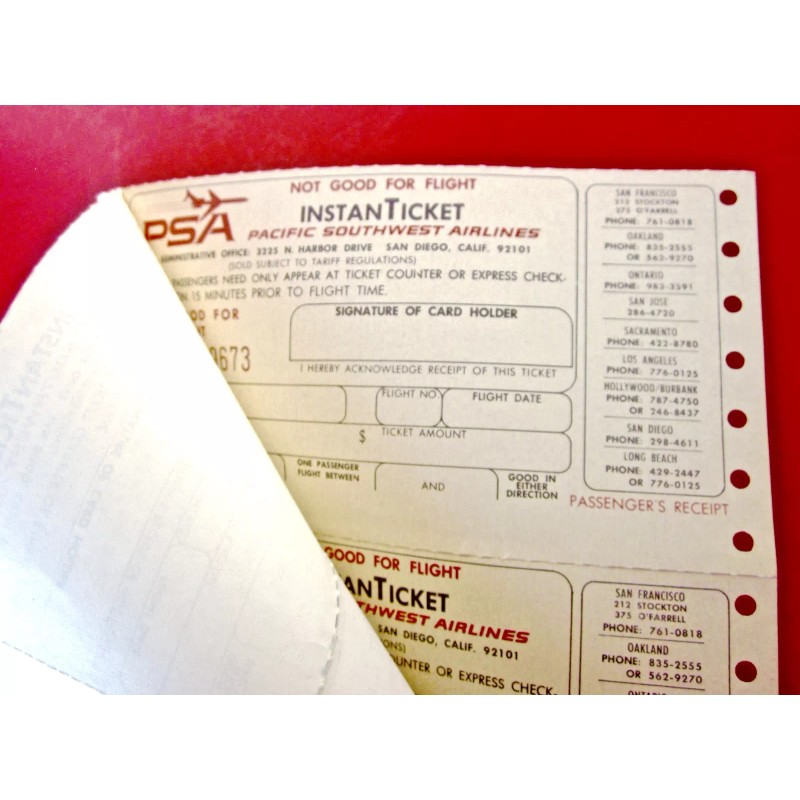 NOT GOOD FOR FLIGHT
PSA
INSTANTICKET
PACIFIC SOUTHWEST AIRLINES
ADMINISTRATIVE OFFICE: 3225 N. HARBOR DRIVE SAN DIEGO, CALIF. 92101
(SOLD SUBJECT TO TARIFF REGULATIONS)
PASSENGERS NEED ONLY APPEAR AT TICKET COUNTER OR EXPRESS CHECK-
ON 15 MINUTES PRIOR TO FLIGHT TIME.
OD FOR
SIGNATURE OF CARD HOLDER
0673
I HEREBY ACKNOWLEDGE RECEIPT OF THIS TICKET
FLIGHT NO.
FLIGHT DATE
$ TICKET AMOUNT
ONE PASSENGER
FLIGHT BETWEEN
AND
GOOD IN
EITHER
DIRECTION
SAN FRANCISCO
212 STOCKTON
375 O'FARRELL
PHONE: 761-0818
OAKLAND
PHONE: 835-2555
OR 562-9270
ONTARIO
PHONE: 983-3591
SAN JOSE
286-4720
SACRAMENTO
PHONE: 422-8780
LOS ANGELES
PHONE: 776-0125
HOLLYWOOD/BURBANK
PHONE: 787-4750
OR 246-8437
SAN DIEGO
PHONE: 298-4611
LONG BEACH
PHONE: 429-2447
OR 776-0125
PASSENGER'S RECEIPT
GOOD FOR FLIGHT
ANTICKET
THWEST AIRLINES
SAN DIEGO, CALIF. 92101
ONS)
OUNTER OR EXPRESS CHECK-
SAN FRANCISCO
212 STOCKTON
375 O'FARRELL
PHONE: 761-0818
OAKLAND
PHONE: 835-2555
OR 562-9270
ONTARIO